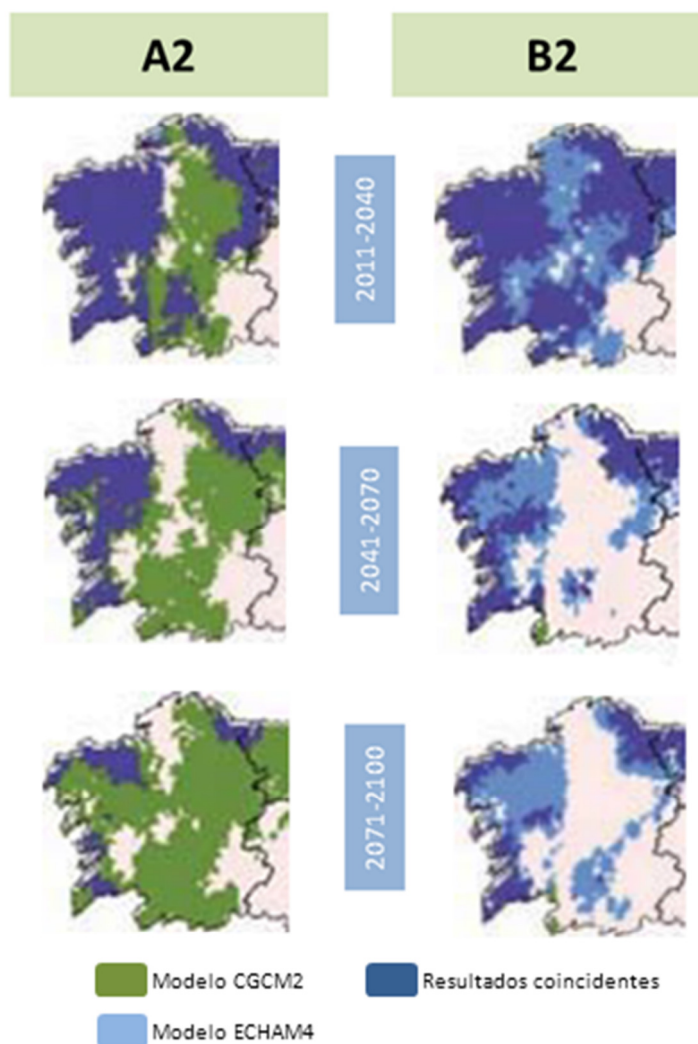 A2
B2
2011-2040
2041-2070
2071-2100
Modelo CGCM2
Resultados coincidentes
Modelo ECHAM4